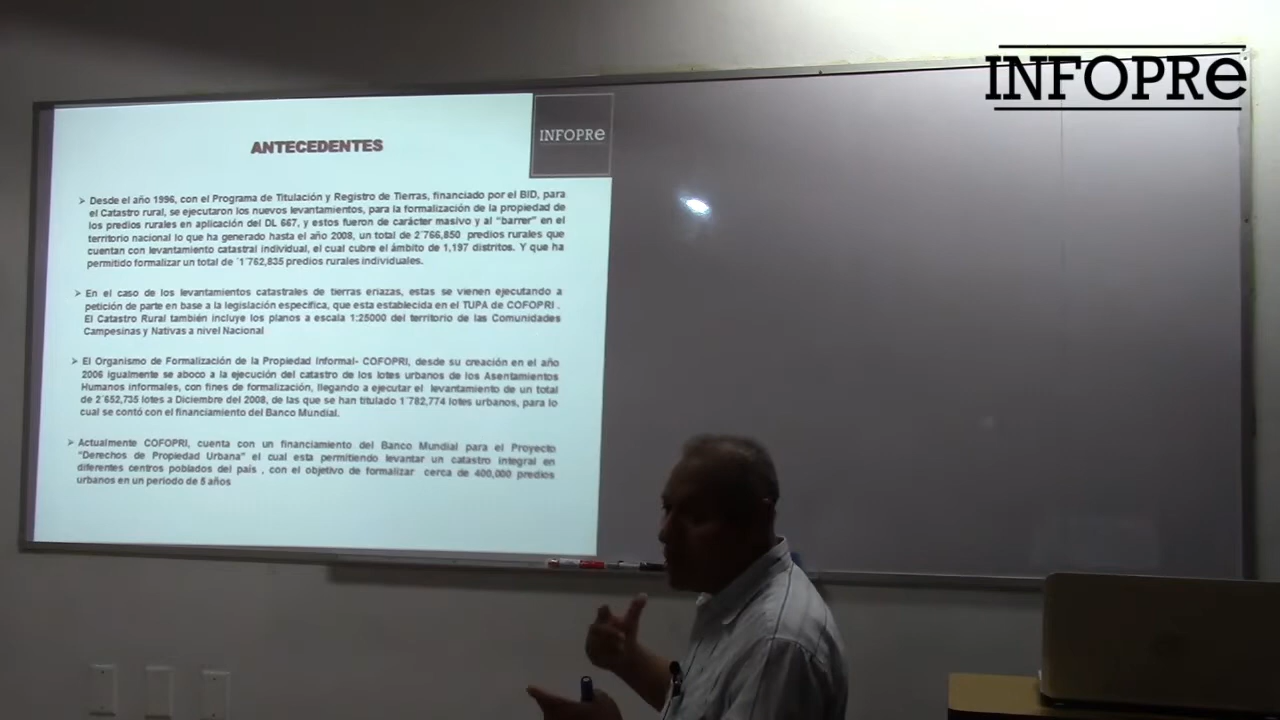 INFOPRe
INFOPRe
ANTECEDENTES
➢ Desde el año 1996, con el Programa de Titulación y Registro de Tierras, financiado por el BID, para
el Catastro rural, se ejecutaron los nuevos levantamientos, para la formalización de la propiedad de
los predios rurales en aplicación del DL 667, y estos fueron de carácter masivo y al "barrer" en el
territorio nacional lo que ha generado hasta el año 2008, un total de 2´766,850 predios rurales que
cuentan con levantamiento catastral individual, el cual cubre el ámbito de 1,197 distritos. Y que ha
permitido formalizar un total de ´1´762,835 predios rurales individuales.
➢ En el caso de los levantamientos catastrales de tierras eriazas, estas se vienen ejecutando a
petición de parte en base a la legislación específica, que esta establecida en el TUPA de COFOPRI .
El Catastro Rural también incluye los planos a escala 1:25000 del territorio de las Comunidades
Campesinas y Nativas a nivel Nacional
➢ El Organismo de Formalización de la Propiedad Informal- COFOPRI, desde su creación en el año
2006 igualmente se aboco a la ejecución del catastro de los lotes urbanos de los Asentamientos
Humanos informales, con fines de formalización, llegando a ejecutar el levantamiento de un total
de 2´652,735 lotes a Diciembre del 2008, de las que se han titulado 1´782,774 lotes urbanos, para lo
cual se contó con el financiamiento del Banco Mundial.
➢ Actualmente COFOPRI, cuenta con un financiamiento del Banco Mundial para el Proyecto
"Derechos de Propiedad Urbana" el cual esta permitiendo levantar un catastro integral en
diferentes centros poblados del país , con el objetivo de formalizar cerca de 400,000 predios
urbanos en un período de 5 años